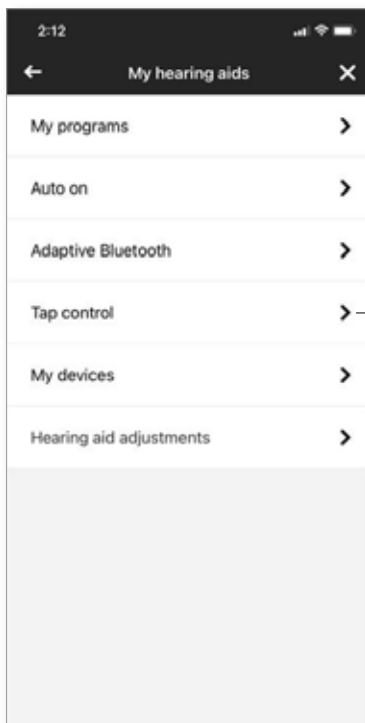 2:12
My hearing aids
My programs
Auto on
Adaptive Bluetooth
Tap control
My devices
Hearing aid adjustments